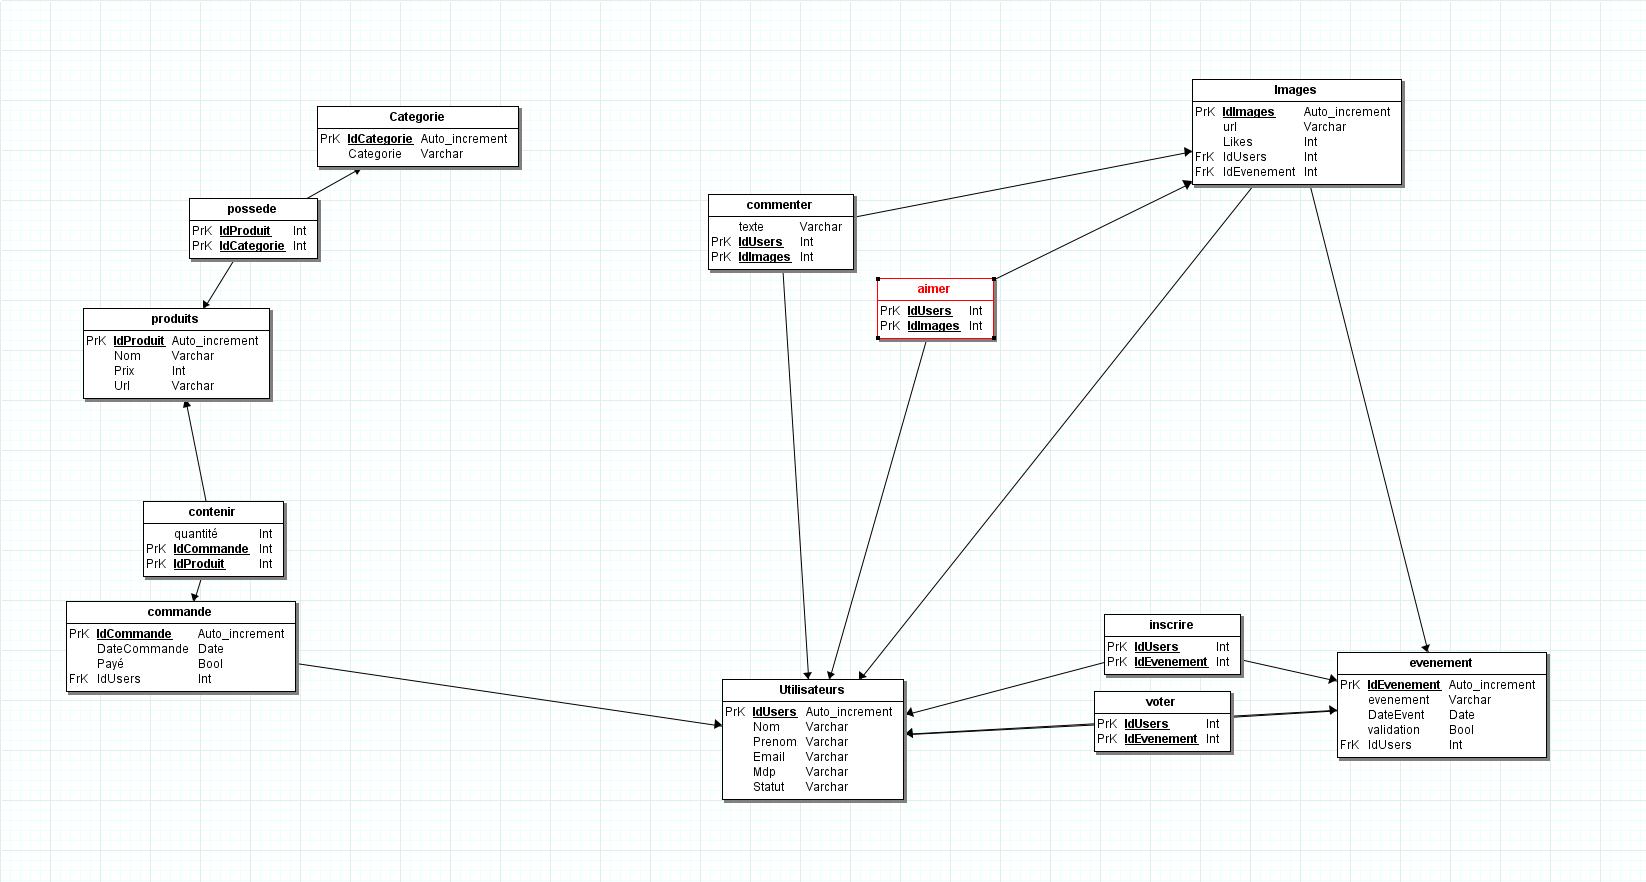 Categorie
PrK IdCategorie Auto_increment
Categorie Varchar
possede
PrK IdProduit Int
PrK IdCategorie Int
produits
PrK IdProduit Auto_increment
Nom Varchar
Prix Int
Url Varchar
contenir
quantité Int
PrK IdCommande Int
PrK IdProduit Int
commande
PrK IdCommande Auto_increment
DateCommande Date
Payé Bool
FrK IdUsers Int
commenter
texte Varchar
PrK IdUsers Int
PrK IdImages Int
aimer
PrK IdUsers Int
PrK IdImages Int
Images
PrK IdImages Auto_increment
url Varchar
Likes Int
FrK IdUsers Int
FrK IdEvenement Int
Utilisateurs
PrK IdUsers Auto_increment
Nom Varchar
Prenom Varchar
Email Varchar
Mdp Varchar
Statut Varchar
inscrire
PrK IdUsers Int
PrK IdEvenement Int
voter
PrK IdUsers Int
PrK IdEvenement Int
evenement
PrK IdEvenement Auto_increment
evenement Varchar
DateEvent Date
validation Bool
FrK IdUsers Int